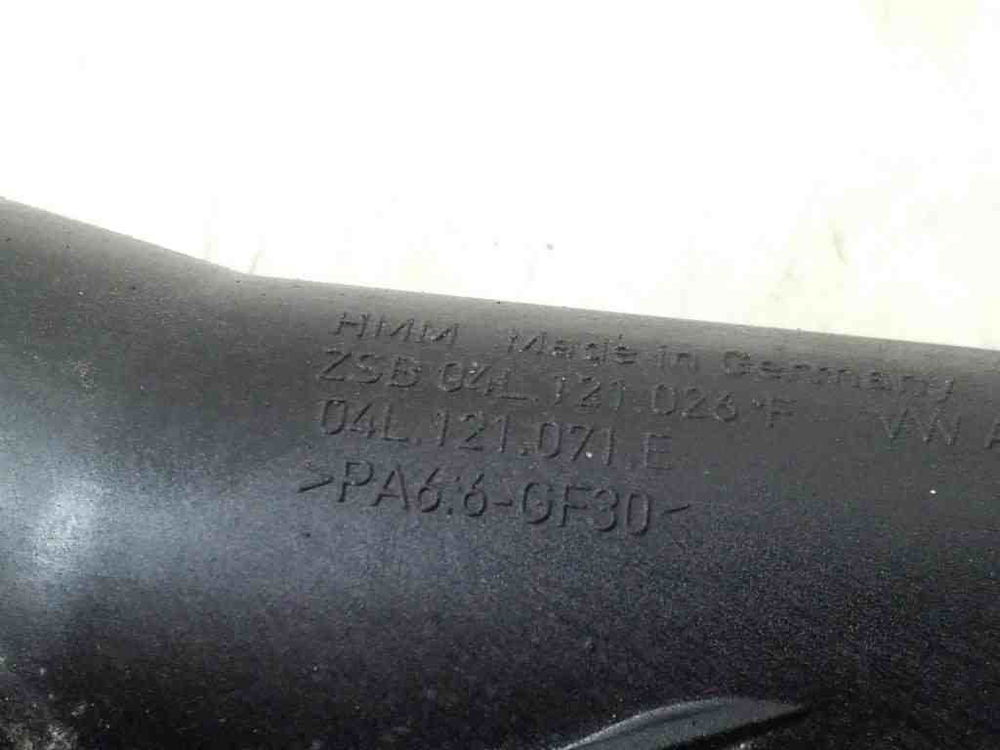 HMM Made in Germany
ZSB 04L.121.026 F VW A
04L.121.071.E
>PA6.6-GF30<